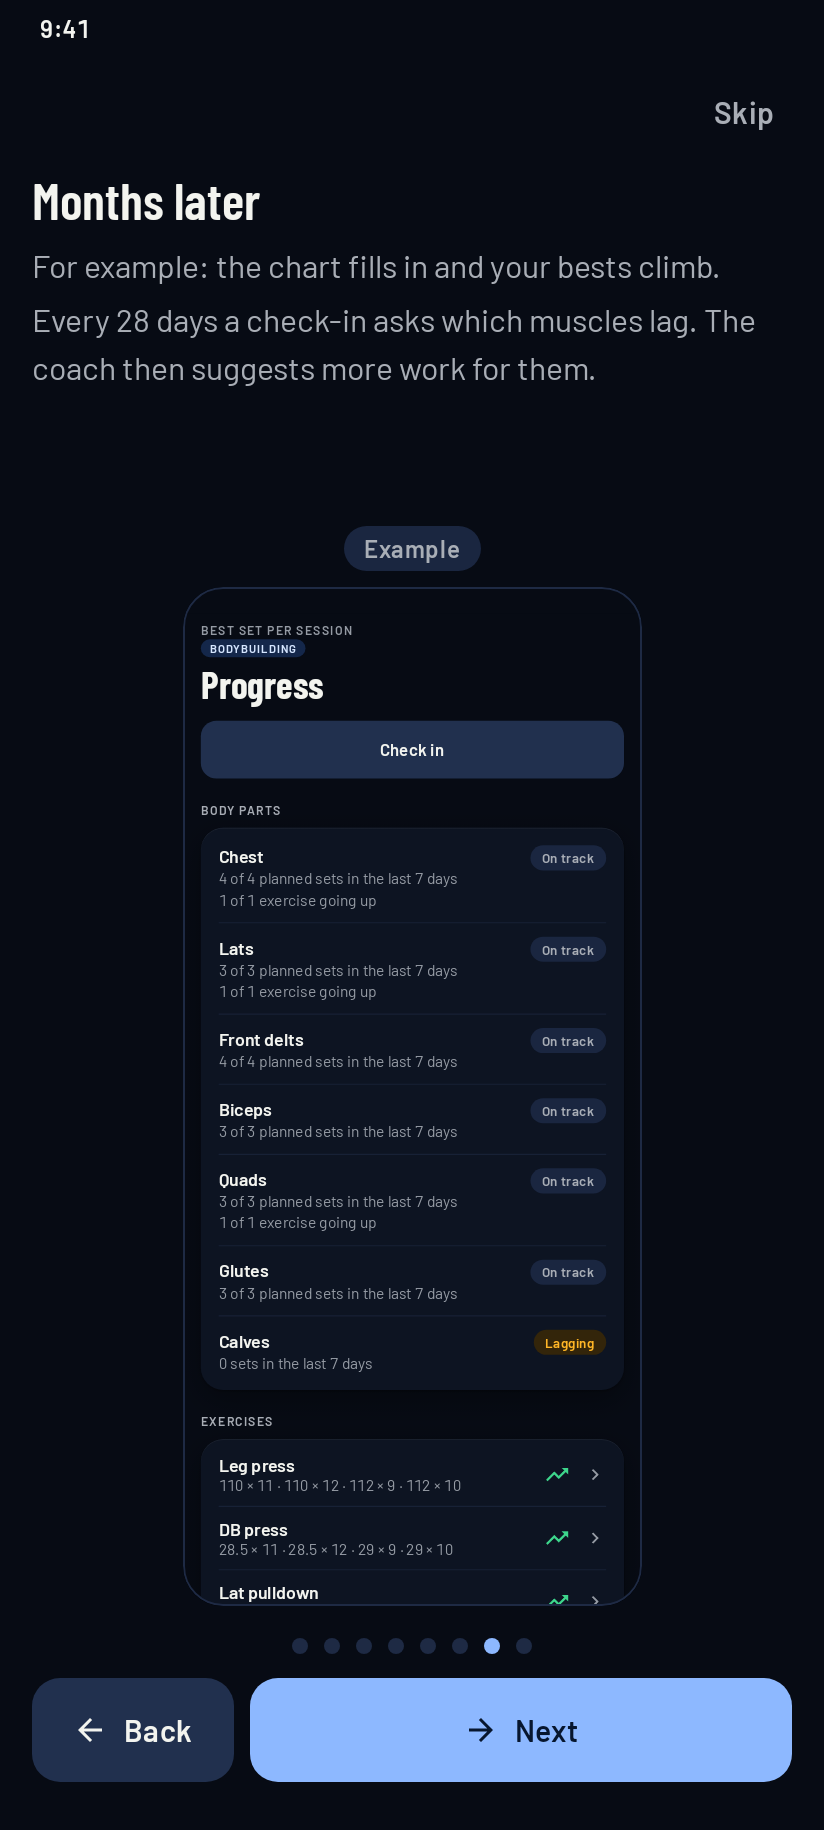 9:41
Skip
Months later
For example: the chart fills in and your bests climb.
Every 28 days a check-in asks which muscles lag. The
coach then suggests more work for them.
Example
BEST SET PER SESSION
BODYBUILDING
Progress
Check in
BODY PARTS
Chest
On track
4 of 4 planned sets in the last 7 days
1 of 1 exercise going up
Lats
On track
3 of 3 planned sets in the last 7 days
1 of 1 exercise going up
Front delts
On track
4 of 4 planned sets in the last 7 days
Biceps
On track
3 of 3 planned sets in the last 7 days
Quads
On track
3 of 3 planned sets in the last 7 days
1 of 1 exercise going up
Glutes
On track
3 of 3 planned sets in the last 7 days
Calves
Lagging
0 sets in the last 7 days
EXERCISES
Leg press
110 × 11 · 110 × 12 · 112 × 9 · 112 × 10
DB press
28.5 × 11 · 28.5 × 12 · 29 × 9 · 29 × 10
Lat pulldown
Back
Next